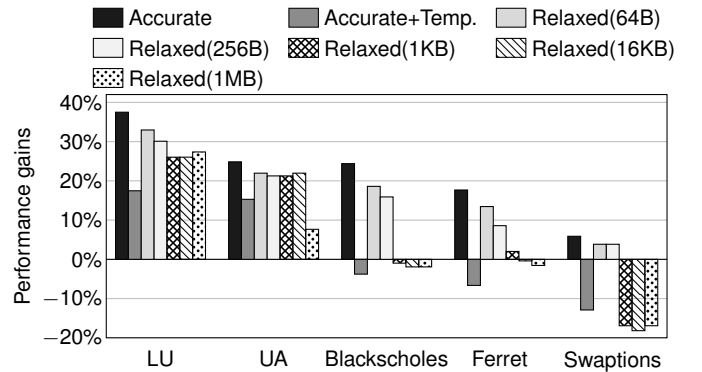 Accurate Accurate+Temp. Relaxed(64B)
Relaxed(256B) Relaxed(1KB) Relaxed(16KB)
Relaxed(1MB)
Performance gains
40%
30%
20%
10%
0%
−10%
−20%
LU UA Blackscholes Ferret Swaptions